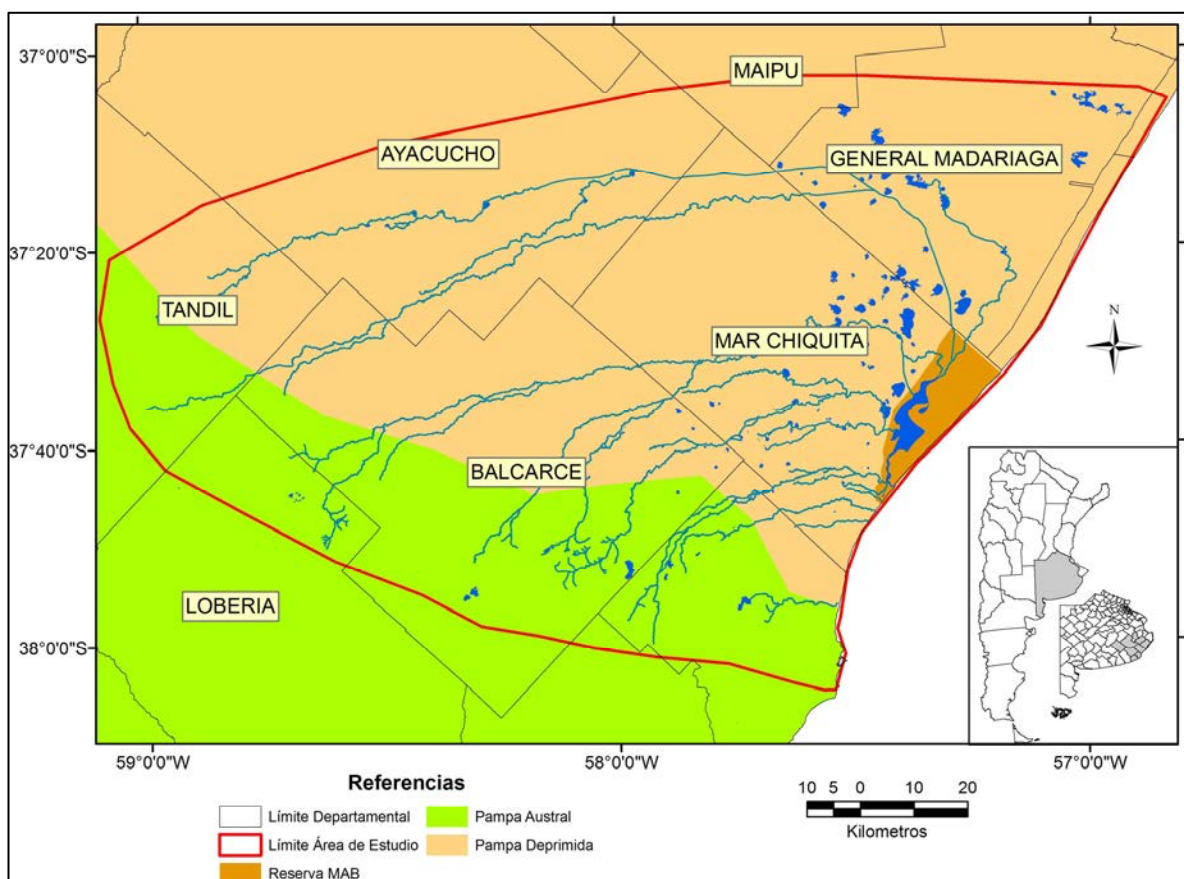 37°0'0"S
MAIPU
AYACUCHO
GENERAL MADARIAGA
37°20'0"S
TANDIL
N
MAR CHIQUITA
37°40'0"S
BALCARCE
LOBERIA
38°0'0"S
59°0'0"W
58°0'0"W
57°0'0"W
Referencias
Límite Departamental
Pampa Austral
Límite Área de Estudio
Pampa Deprimida
Reserva MAB
10 5 0 10 20
Kilometros